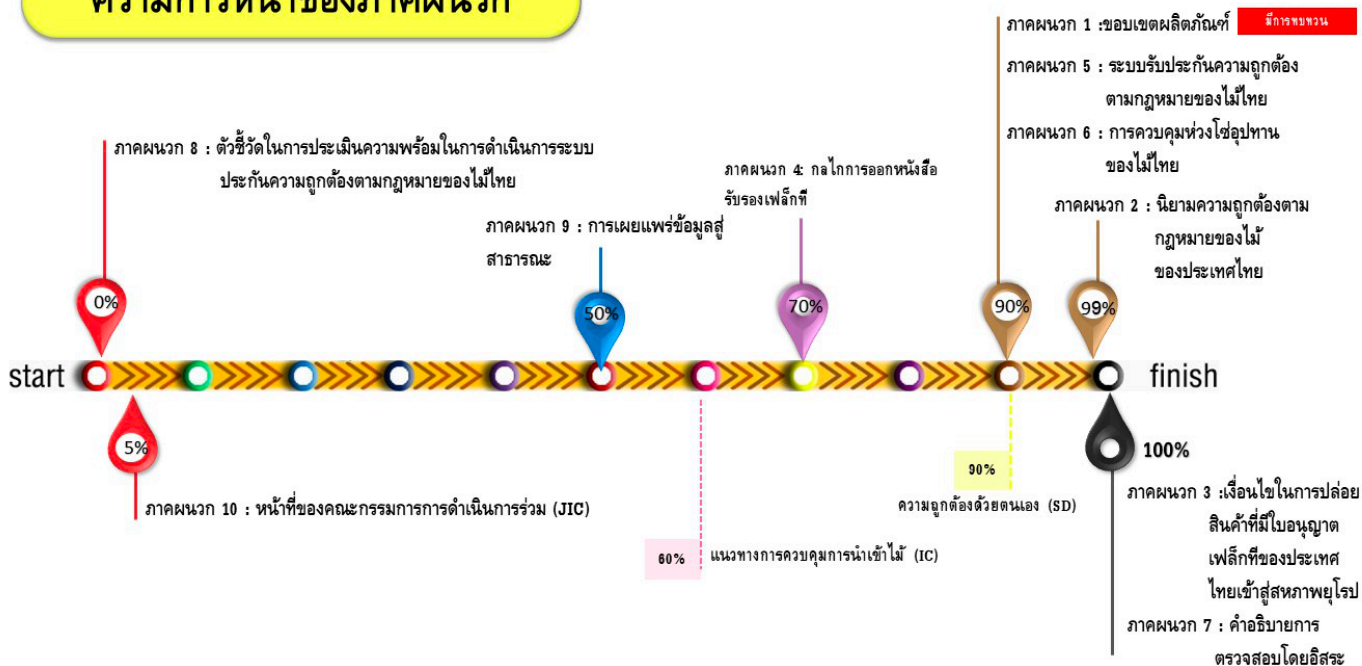 ความก้าวหน้าของภาคผนวก
ภาคผนวก 1 :ขอบเขตผลิตภัณฑ์
มีการทบทวน
ภาคผนวก 5 : ระบบรับประกันความถูกต้อง
ตามกฎหมายของไม้ไทย
ภาคผนวก 6 : การควบคุมห่วงโซ่อุปทาน
ของไม้ไทย
ภาคผนวก 8 : ตัวชี้วัดในการประเมินความพร้อมในการดำเนินการระบบ
ประกันความถูกต้องตามกฎหมายของไม้ไทย
ภาคผนวก 4: กลไกการออกหนังสือ
รับรองเฟล็กที
ภาคผนวก 9 : การเผยแพร่ข้อมูลสู่
สาธารณะ
ภาคผนวก 2 : นิยามความถูกต้องตาม
กฎหมายของไม้
ของประเทศไทย
0%
50%
70%
90%
99%
start
finish
5%
100%
ภาคผนวก 10 : หน้าที่ของคณะกรรมการการดำเนินการร่วม (JIC)
90%
ความถูกต้องด้วยตนเอง (SD)
60%
แนวทางการควบคุมการนำเข้าไม้ (IC)
ภาคผนวก 3 :เงื่อนไขในการปล่อย
สินค้าที่มีใบอนุญาต
เฟล็กทีของประเทศ
ไทยเข้าสู่สหภาพยุโรป
ภาคผนวก 7 : คำอธิบายการ
ตรวจสอบโดยอิสระ